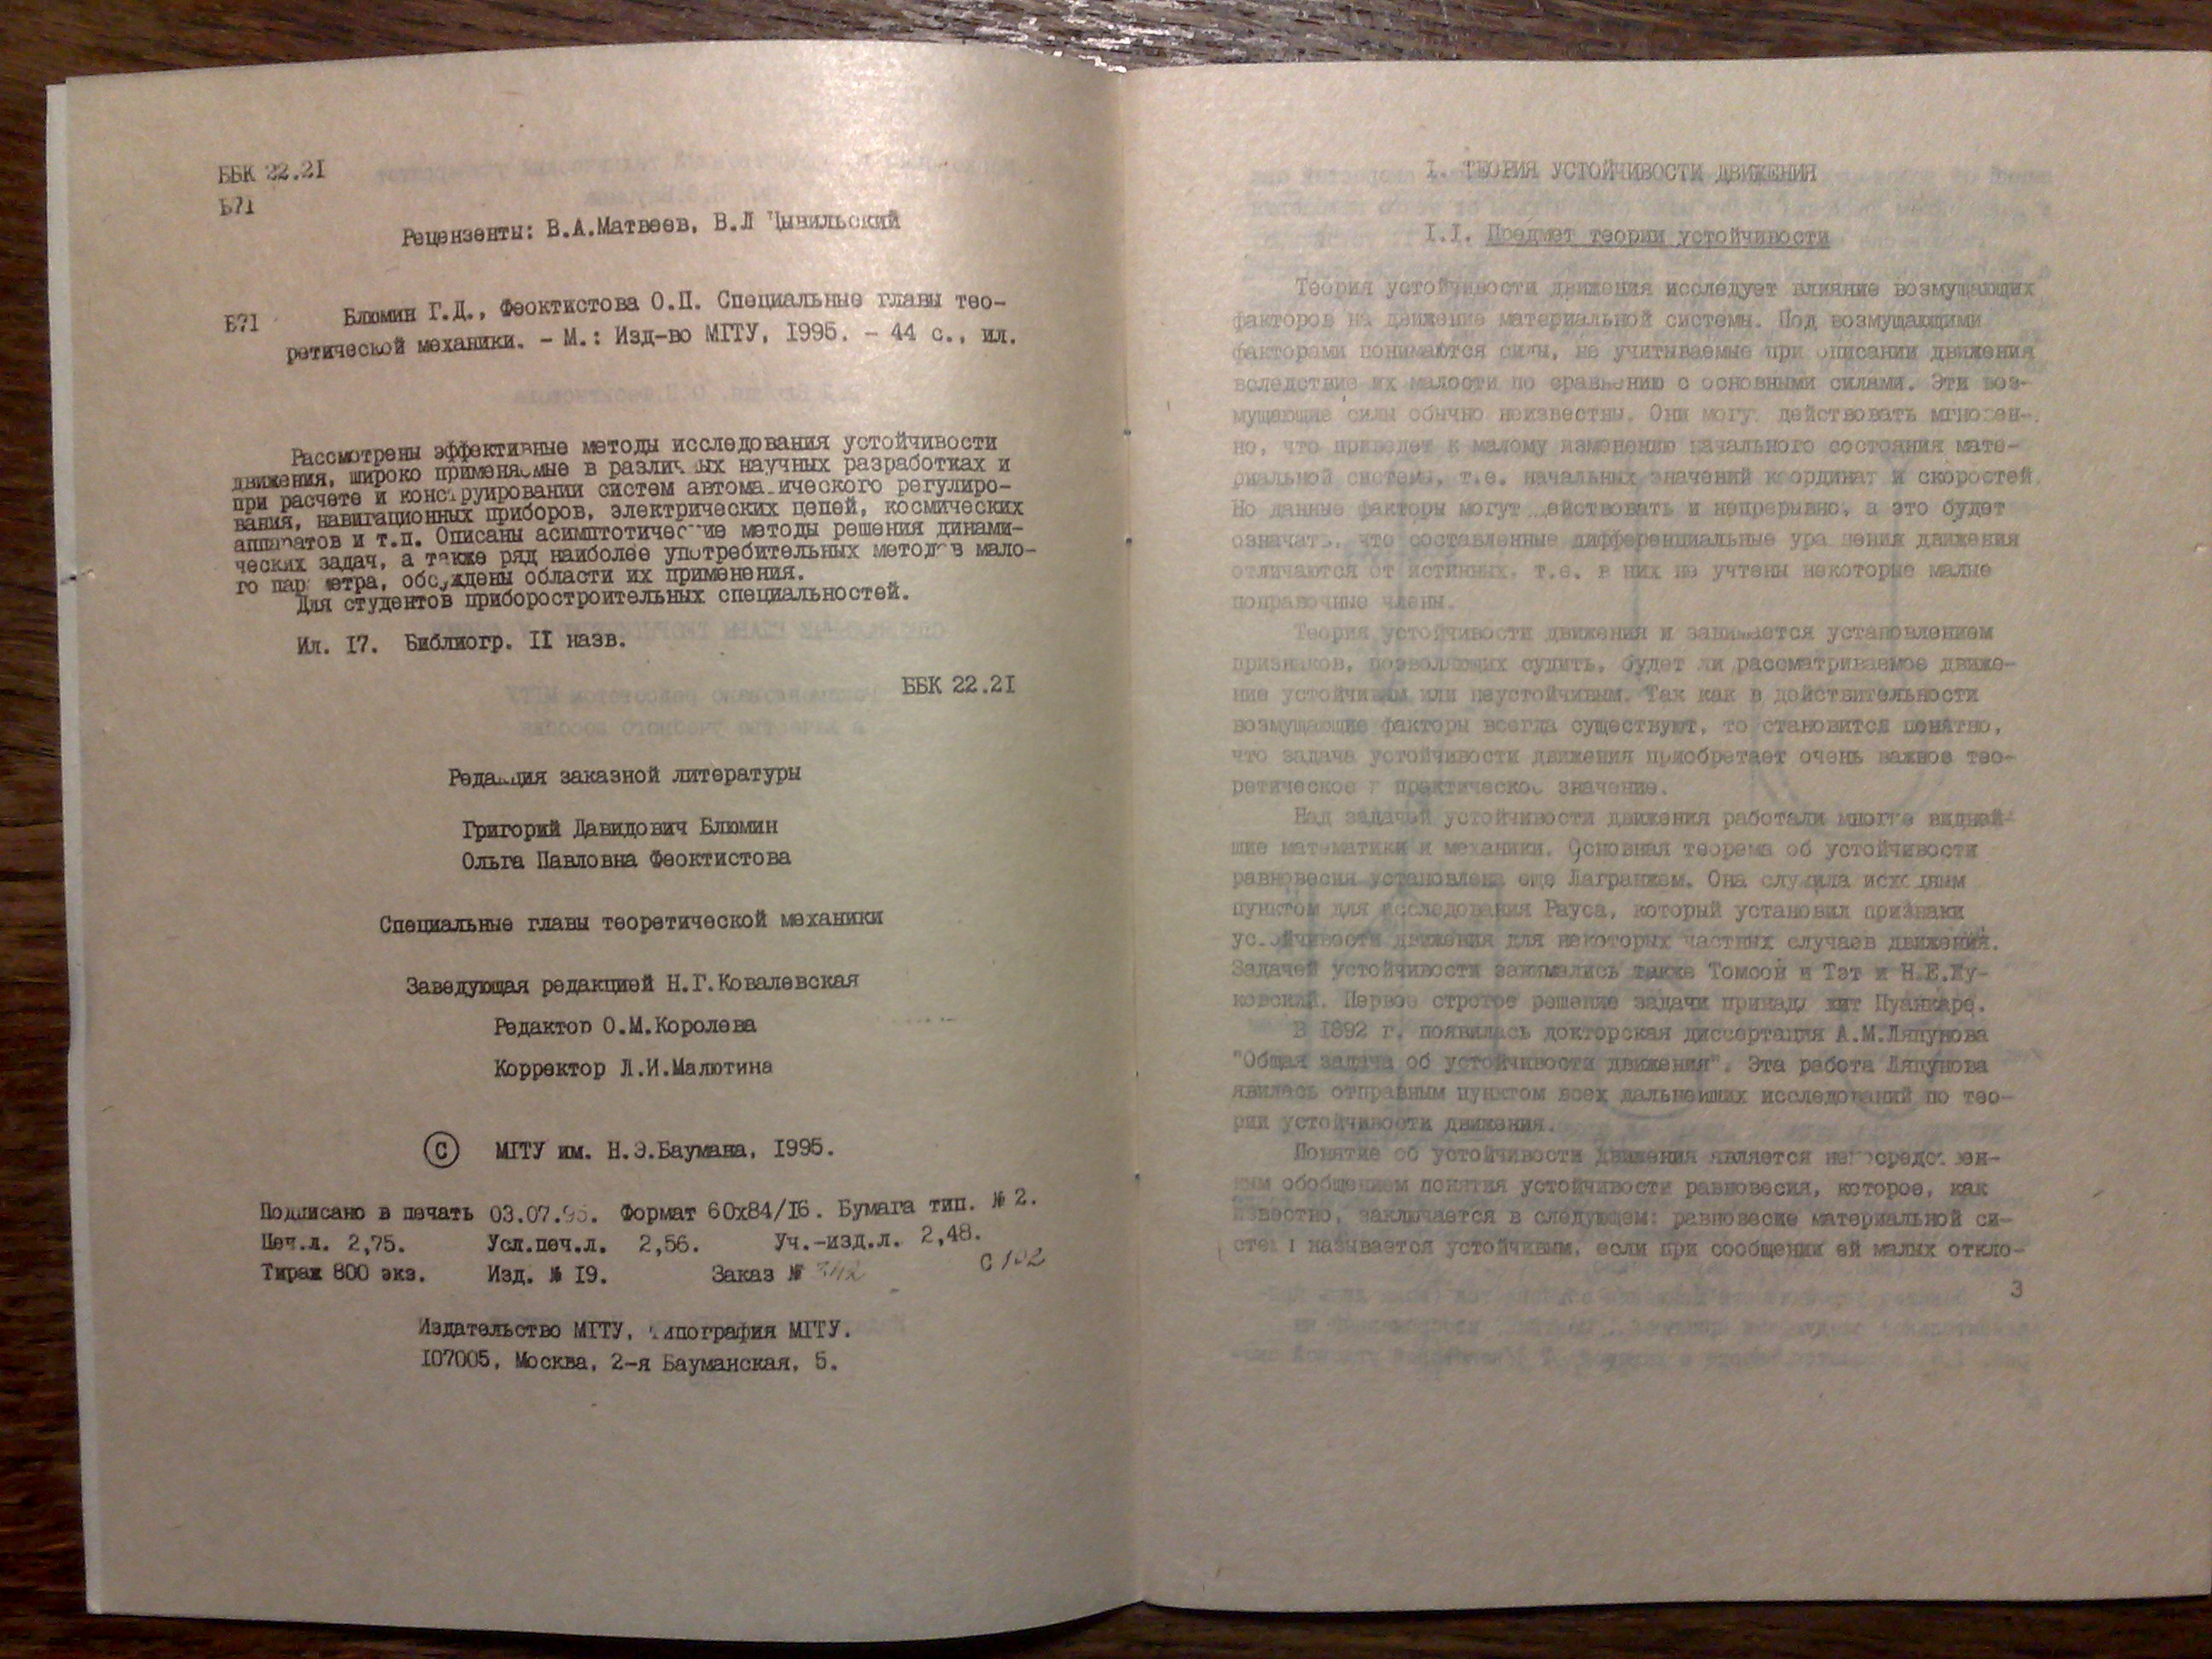 ББК 22.21
Б71
Рецензенты: В.А.Матвеев, В.Л
Б71
Блюмин Г.Д., Феоктистова О.П. Специальные главы тео-
ретической механики. - М.: Изд-во МГТУ, 1995. - 44 с., ил.
Рассмотрены эффективные методы исследования устойчивости
движения, широко применяемые в различных научных разработках и
при расчете и конструировании систем автоматического регулиро-
вания, навигационных приборов, электрических цепей, космических
аппаратов и т.п. Описаны асимптотические методы решения динами-
ческих задач, а также ряд наиболее употребительных методов мало-
го параметра, обсуждены области их применения.
Для студентов приборостроительных специальностей.
Ил. 17. Библиогр. 11 назв.
ББК 22.21
Редакция заказной литературы
Григорий Давидович Блюмин
Ольга Павловна Феоктистова
Специальные главы теоретической механики
Заведующая редакцией Н.Г.Ковалевская
Редактор О.М.Королева
Корректор Л.И.Малютина
© МГТУ им. Н.Э.Баумана, 1995.
Подписано в печать 03.07.95. Формат 60х84/16. Бумага тип. № 2.
Печ.л. 2,75. Усл.печ.л. 2,56. Уч.-изд.л. 2,48.
Тираж 800 экз. Изд. № 19. Заказ № 342 С
Издательство МГТУ, типография МГТУ.
107005, Москва, 2-я Бауманская, 5.
1. ТЕОРИЯ УСТОЙЧИВОСТИ ДВИЖЕНИЯ
1.1. Предмет теории устойчивости
Теория устойчивости движения исследует влияние возмущающих
факторов на движение материальной системы. Под возмущающими
факторами понимаются силы, не учитываемые при описании движения
вследствие их малости по сравнению с основными силами. Эти воз-
мущающие силы обычно неизвестны. Они могут действовать мгновен-
но, что приведет к малому изменению начального состояния мате-
риальной системы, т.е. начальных значений координат и скоростей.
Но данные факторы могут действовать и непрерывно, а это будет
означать, что составленные дифференциальные уравнения движения
отличаются от истинных, т.е. в них не учтены некоторые малые
поправочные члены.
Теория устойчивости движения и занимается установлением
признаков, позволяющих судить, будет ли рассматриваемое движе-
ние устойчивым или неустойчивым. Так как в действительности
возмущающие факторы всегда существуют, то становится понятно,
что задача устойчивости движения приобретает очень важное тео-
ретическое и практическое значение.
Над задачей устойчивости движения работали многие виднейшие
шие математики и механики. Основная теорема об устойчивости
равновесия установлена еще Лагранжем. Она служила исходным
пунктом для исследования Рауса, который установил признаки
устойчивости движения для некоторых частных случаев движения.
Задачей устойчивости занимались также Томсон и Тэт и Н.Е.Жу-
ковский. Первое строгое решение задачи принадлежит Пуанкаре.
В 1892 г. появилась докторская диссертация А.М.Ляпунова
"Общая задача об устойчивости движения". Эта работа Ляпунова
явилась отправным пунктом всех дальнейших исследований по тео-
рии устойчивости движения.
Понятие об устойчивости движения является непосредствен-
ным обобщением понятия устойчивости равновесия, которое, как
известно, заключается в следующем: равновесие материальной си-
стемы называется устойчивым, если при сообщении ей малых откло-
3